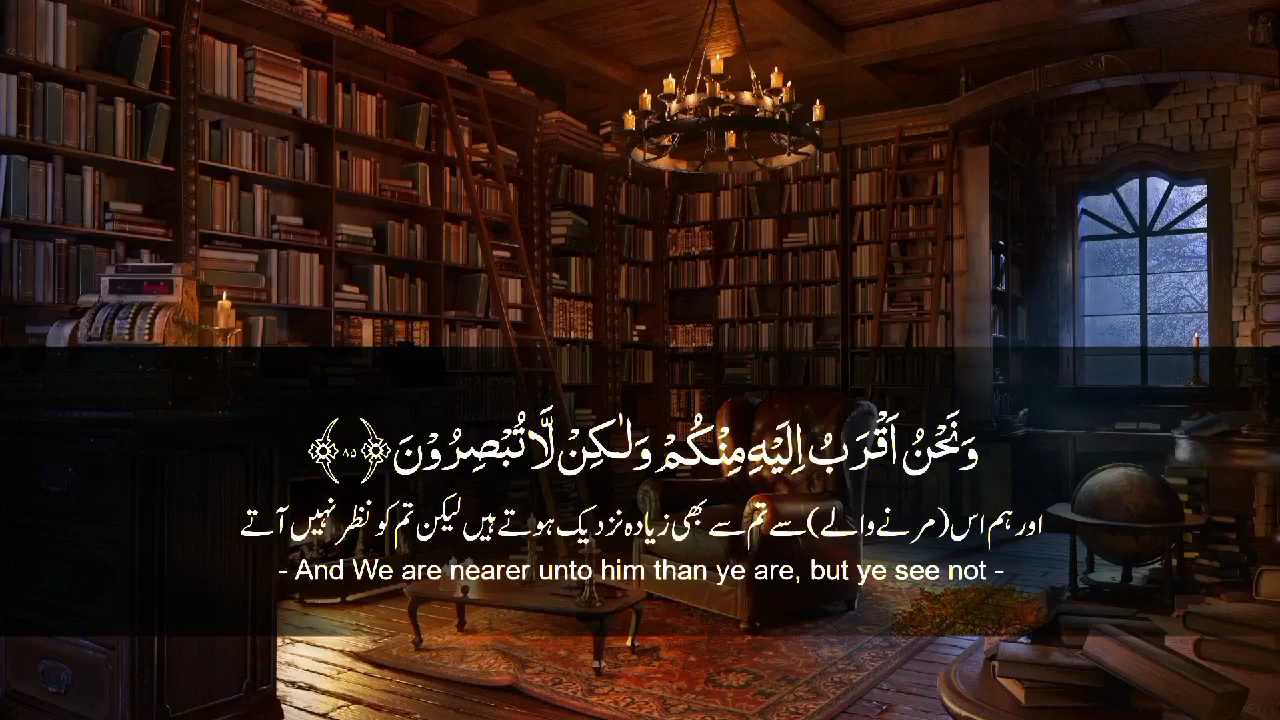 وَنَحْنُ اَقْرَبُ اِلَيْهِ مِنْكُمْ وَلٰكِنْ لَّا تُبْصِرُوْنَ ﴿۸۵﴾
اور ہم اس (مرنے والے) سے تم سے بھی زیادہ نزدیک ہوتے ہیں لیکن تم کو نظر نہیں آتے
- And We are nearer unto him than ye are, but ye see not -